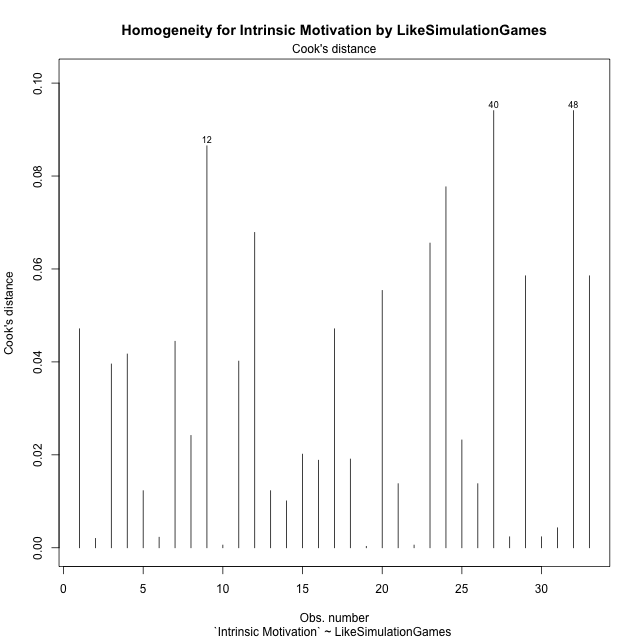 Homogeneity for Intrinsic Motivation by LikeSimulationGames
Cook's distance
Cook's distance
0.10
0.08
0.06
0.04
0.02
0.00
12
40
48
0 5 10 15 20 25 30
Obs. number
`Intrinsic Motivation` ~ LikeSimulationGames